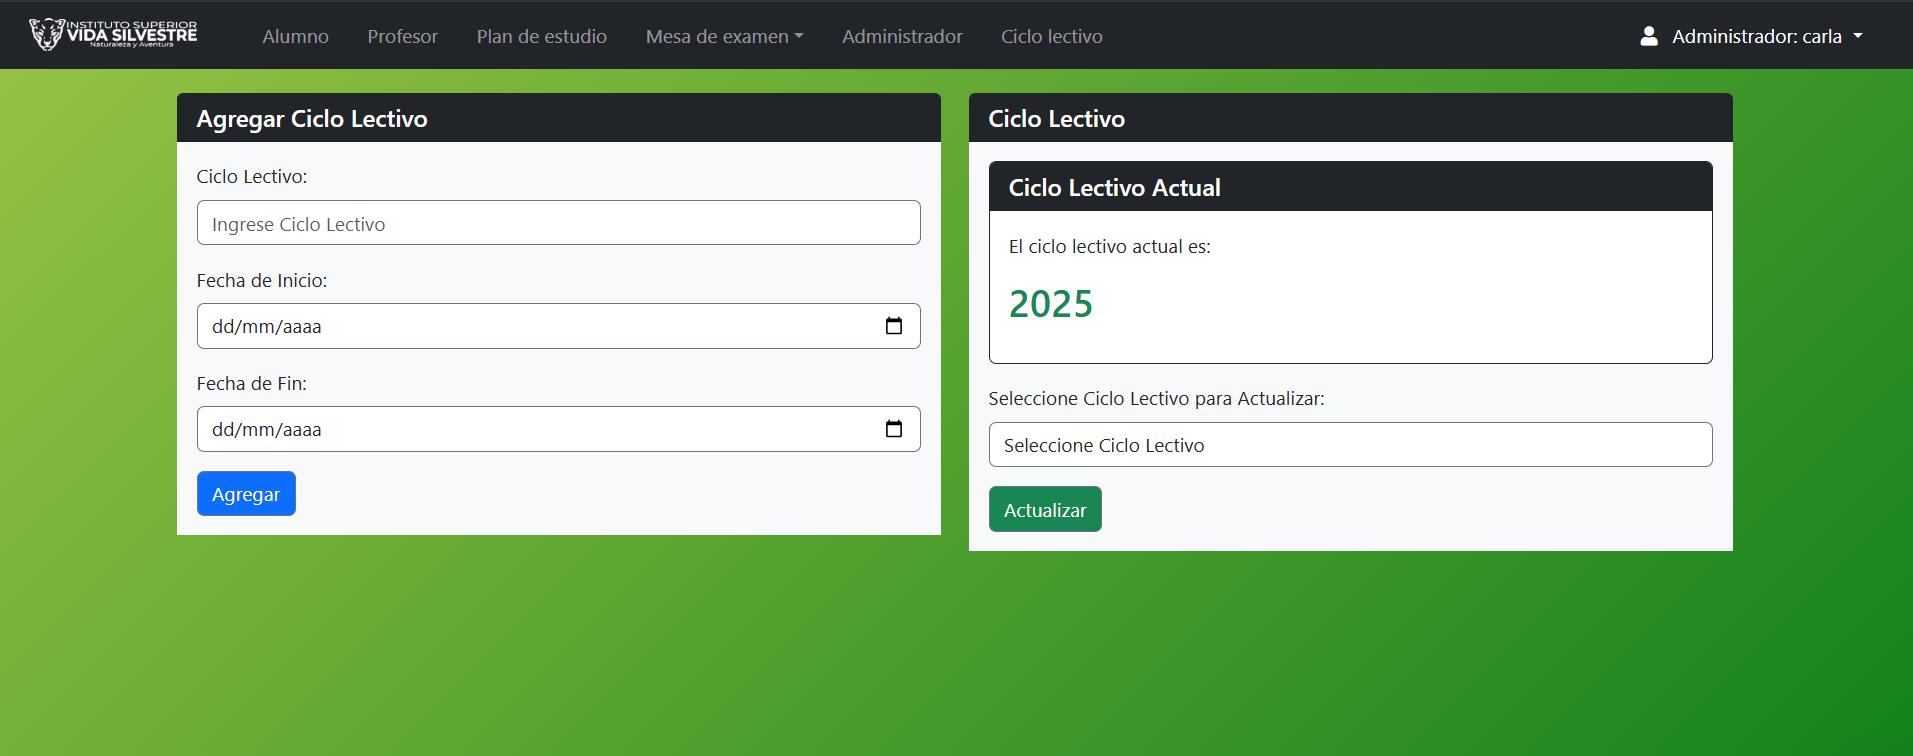 INSTITUTO SUPERIOR
VIDA SILVESTRE
Naturaleza y Aventura
Alumno
Profesor
Plan de estudio
Mesa de examen
Administrador
Ciclo lectivo
Administrador: carla
Agregar Ciclo Lectivo
Ciclo Lectivo:
Ingrese Ciclo Lectivo
Fecha de Inicio:
dd/mm/aaaa
Fecha de Fin:
dd/mm/aaaa
Agregar
Ciclo Lectivo
Ciclo Lectivo Actual
El ciclo lectivo actual es:
2025
Seleccione Ciclo Lectivo para Actualizar:
Seleccione Ciclo Lectivo
Actualizar